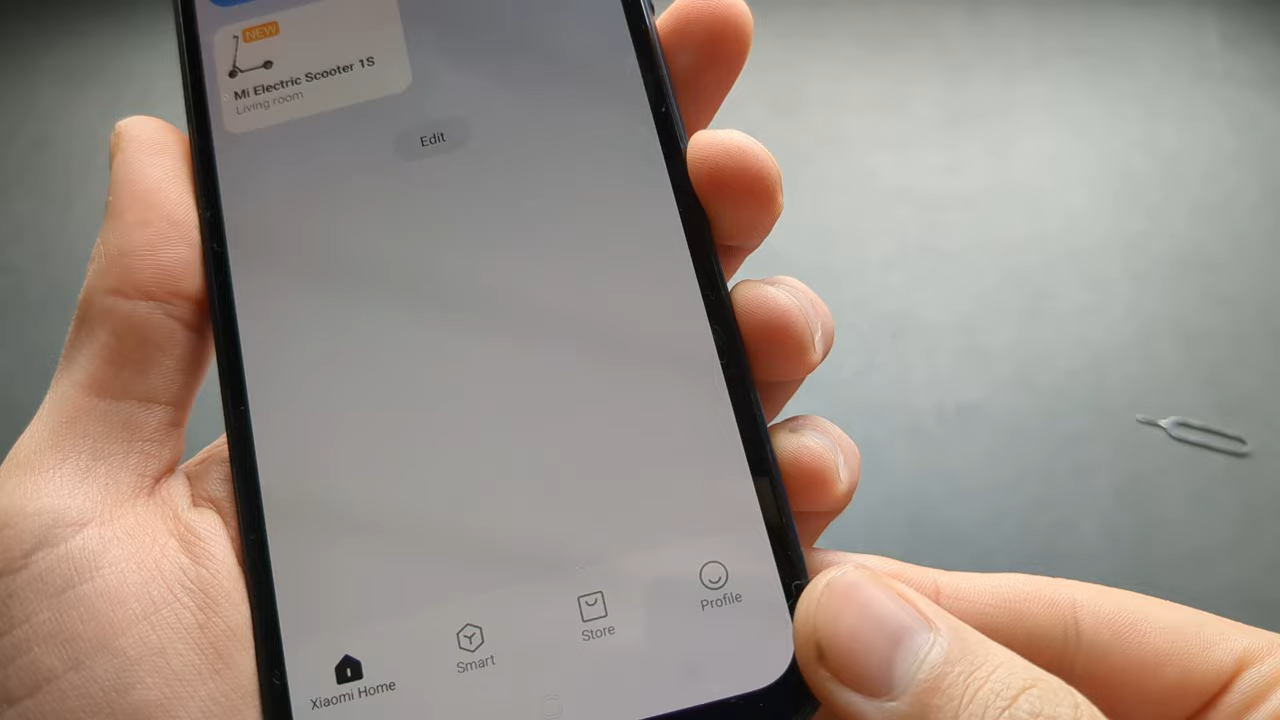 NEW
Mi Electric Scooter 1S
Living room
Edit
Xiaomi Home
Smart
Store
Profile